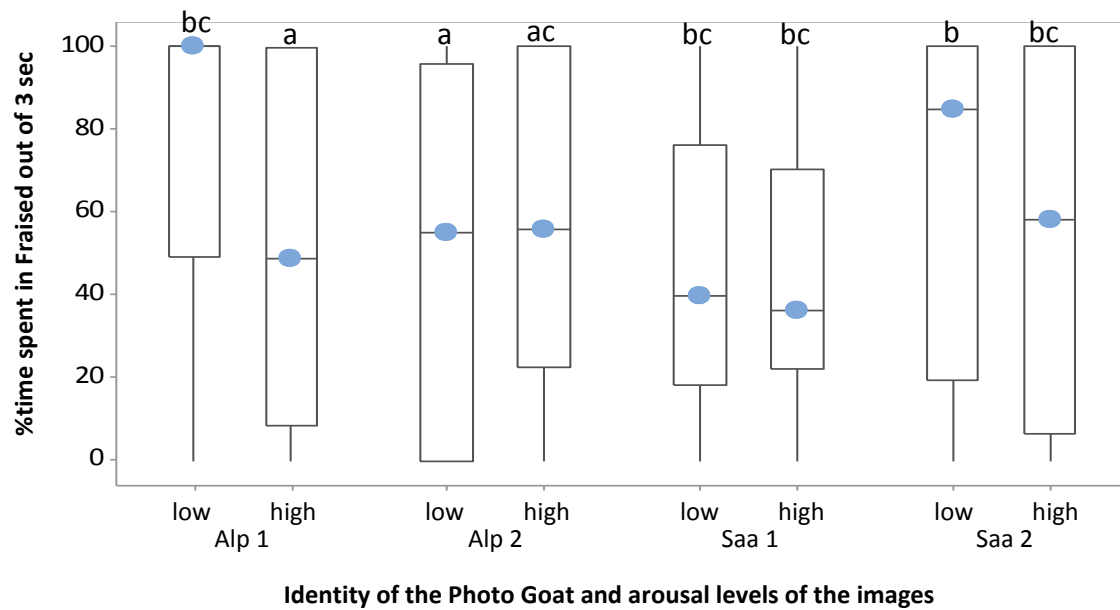 bc a a ac bc bc b bc
100
80
60
40
20
0
%time spent in Fraised out of 3 sec
low high low high low high low high
Alp 1 Alp 2 Saa 1 Saa 2
Identity of the Photo Goat and arousal levels of the images